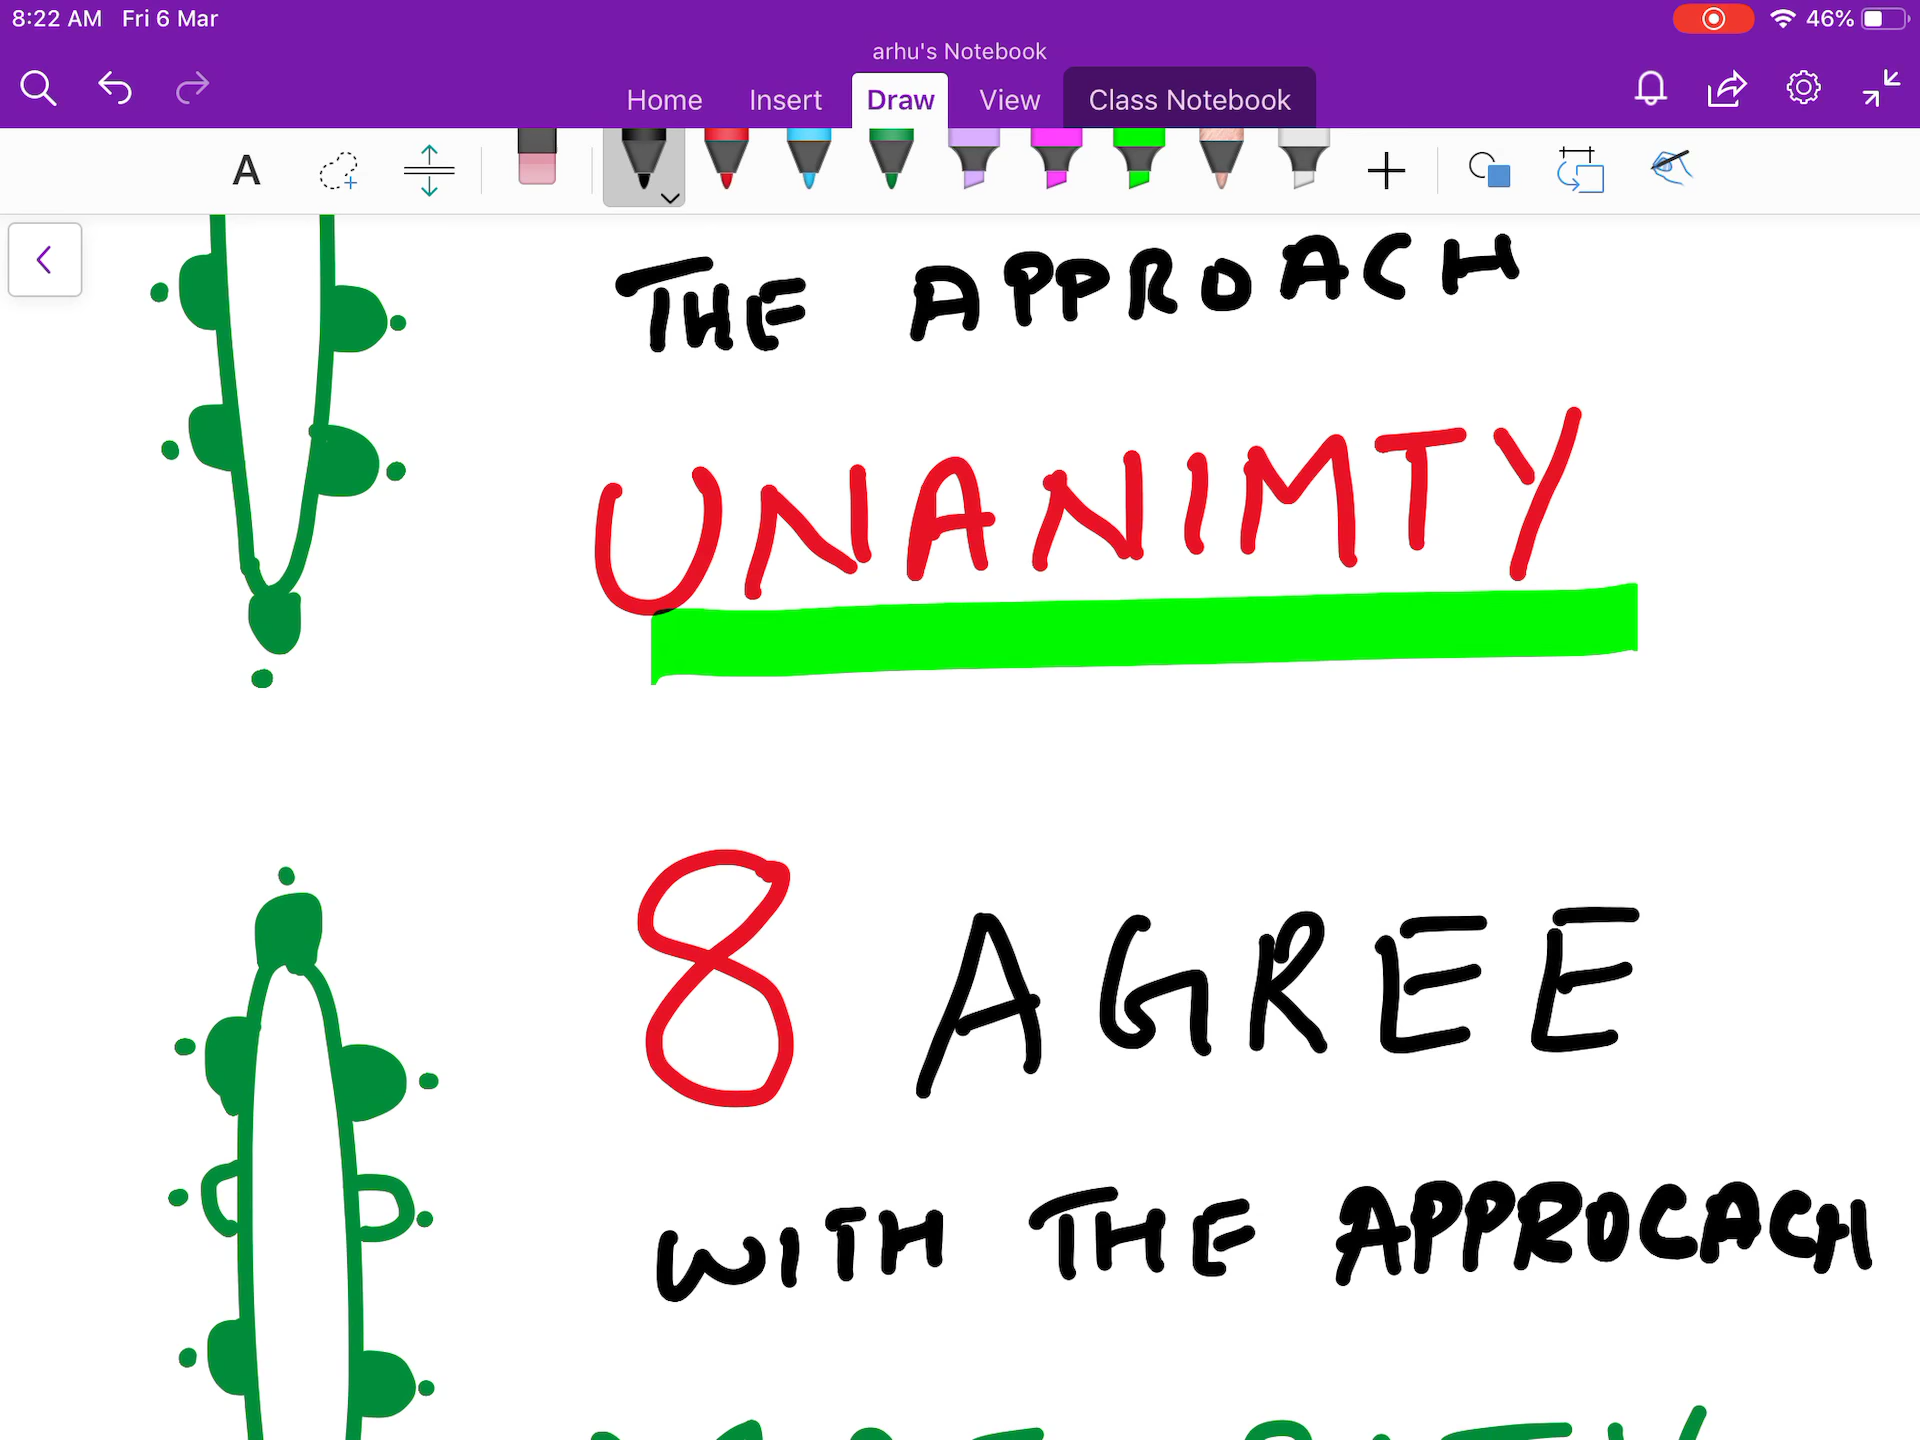 8:22 AM Fri 6 Mar
46%
arhu's Notebook
Home Insert Draw View Class Notebook
A
THE APPROACH
UNANIMTY
8 AGREE
WITH THE APPROCACH